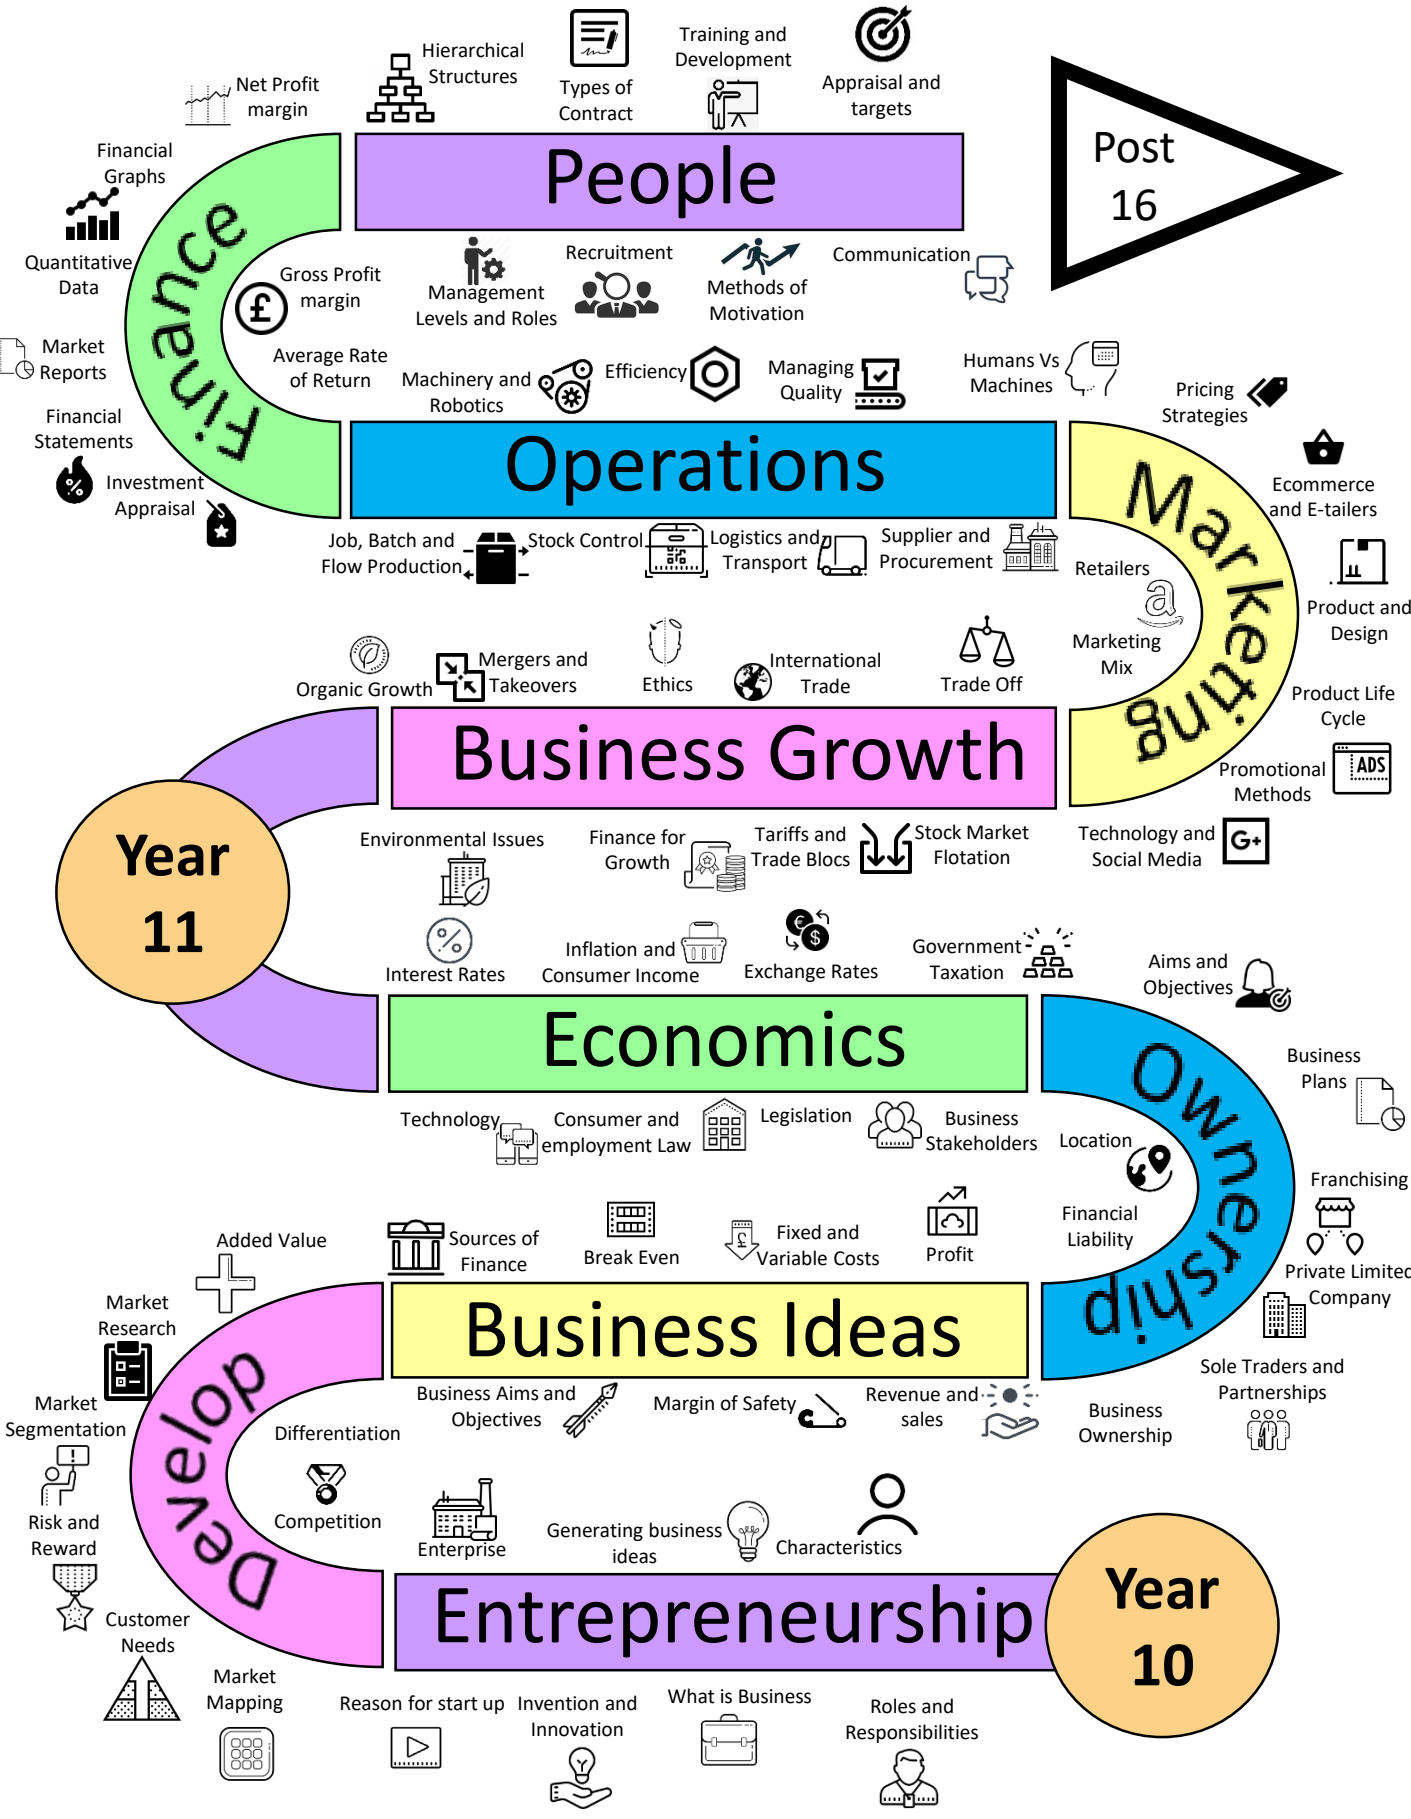 Hierarchical
Structures
Types of
Contract
Training and
Development
Appraisal and
targets
Net Profit
margin
Post
16
People
Financial
Graphs
Finance
Quantitative
Data
Gross Profit
margin
Management
Levels and Roles
Recruitment
Methods of
Motivation
Communication
Market
Reports
Average Rate
of Return
Machinery and
Robotics
Efficiency
Managing
Quality
Humans Vs
Machines
Pricing
Strategies
Financial
Statements
Investment
Appraisal
Operations
Marketing
Ecommerce
and E-tailers
Job, Batch and
Flow Production
Stock Control
Logistics and
Transport
Supplier and
Procurement
Retailers
a
Product and
Design
Marketing
Mix
Organic Growth
Mergers and
Takeovers
Ethics
International
Trade
Trade Off
Product Life
Cycle
Business Growth
Promotional
Methods
ADS
Year
11
Environmental Issues
Finance for
Growth
Tariffs and
Trade Blocs
Stock Market
Flotation
Technology and
Social Media
G+
Interest Rates
Inflation and
Consumer Income
Exchange Rates
Government
Taxation
Aims and
Objectives
Economics
Ownership
Business
Plans
Technology
Consumer and
employment Law
Legislation
Business
Stakeholders
Location
Franchising
Financial
Liability
Added Value
Sources of
Finance
Break Even
Fixed and
Variable Costs
Profit
Private Limited
Company
Market
Research
Business Ideas
Develop
Sole Traders and
Partnerships
Market
Segmentation
Differentiation
Business Aims and
Objectives
Margin of Safety
Revenue and
sales
Business
Ownership
Risk and
Reward
Competition
Enterprise
Generating business
ideas
Characteristics
Entrepreneurship
Year
10
Customer
Needs
Market
Mapping
Reason for start up
Invention and
Innovation
What is Business
Roles and
Responsibilities